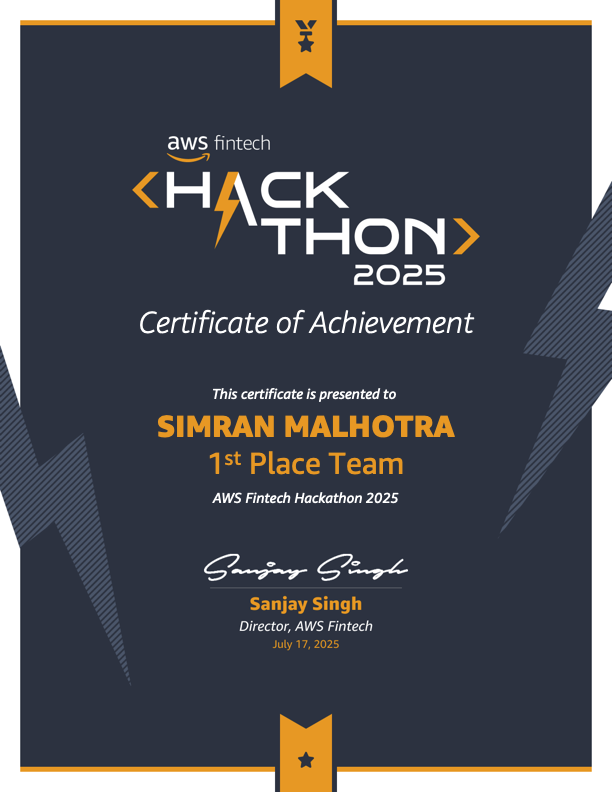 aws fintech
<HACK
THON>
2025
Certificate of Achievement
This certificate is presented to
SIMRAN MALHOTRA
1st Place Team
AWS Fintech Hackathon 2025
Sanjay Singh
Sanjay Singh
Director, AWS Fintech
July 17, 2025